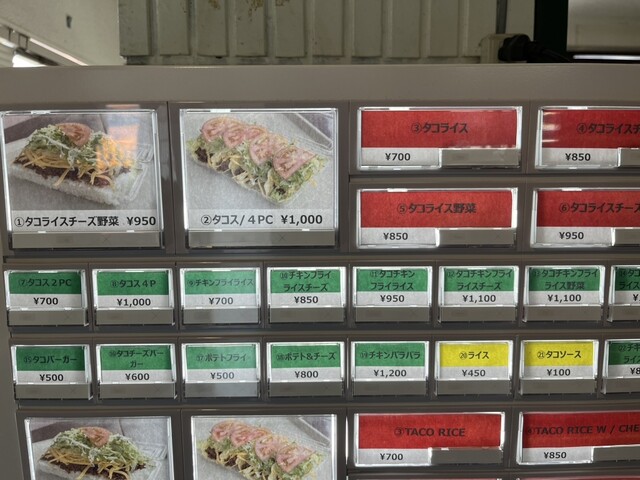 ①タコライスチーズ野菜 ¥950
②タコス/4PC ¥1,000
③タコライス
¥700
④タコライスチ
¥850
⑤タコライス野菜
¥850
⑥タコライスチーズ
¥950
⑦タコス2PC
¥700
⑧タコス4P
¥1,000
⑨チキンフライライス
¥700
⑩チキンフライ
ライスチーズ
¥850
⑪タコチキン
フライライス
¥950
⑫タコチキンフラ
イライスチーズ
¥1,100
⑬タコチキンフラ
イライス野菜
¥1,100
⑮タコバーガー
¥500
⑯タコチーズバー
ガー
¥600
⑰ポテトフライ
¥500
⑱ポテト&チーズ
¥800
⑲チキンバラバラ
¥1,200
⑳ライス
¥450
㉑タコソース
¥100
③TACO RICE
¥700
④TACO RICE W / CHE
¥850